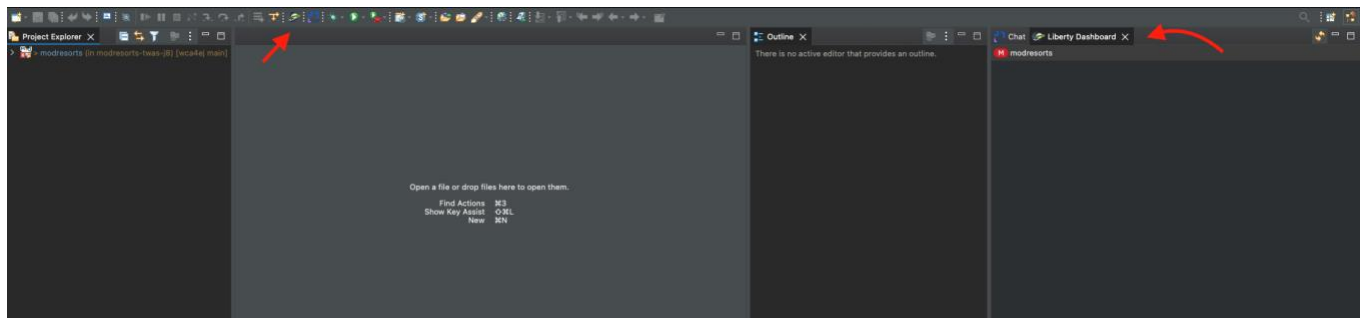 Project Explorer
> modresorts (in modresorts-twas-j8) [wca4ej main]
Open a file or drop files here to open them.
Find Actions ⌘3
Show Key Assist ⇧⌘L
New ⌘N
Outline
There is no active editor that provides an outline.
Chat
Liberty Dashboard
M modresorts